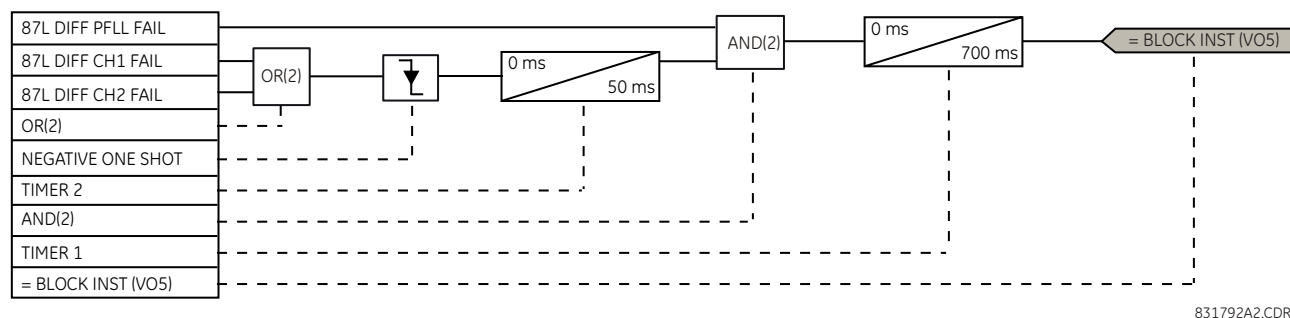 87L DIFF PFLL FAIL
87L DIFF CH1 FAIL
87L DIFF CH2 FAIL
OR(2)
NEGATIVE ONE SHOT
TIMER 2
AND(2)
TIMER 1
= BLOCK INST (VO5)
OR(2)
0 ms
50 ms
AND(2)
0 ms
700 ms
= BLOCK INST (VO5)
831792A2.CDR